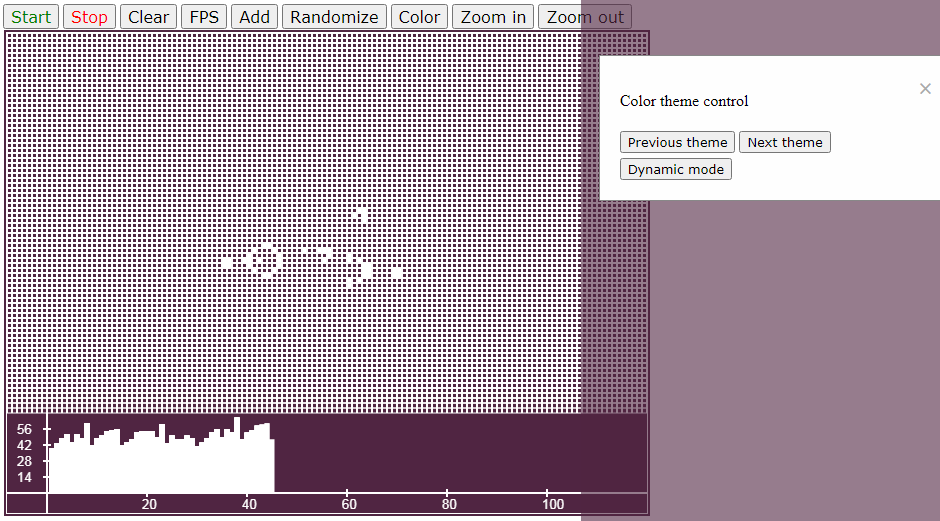 Start Stop Clear FPS Add Randomize Color Zoom in Zoom out
×
Color theme control
Previous theme Next theme
Dynamic mode
56
42
28
14
20 40 60 80 100